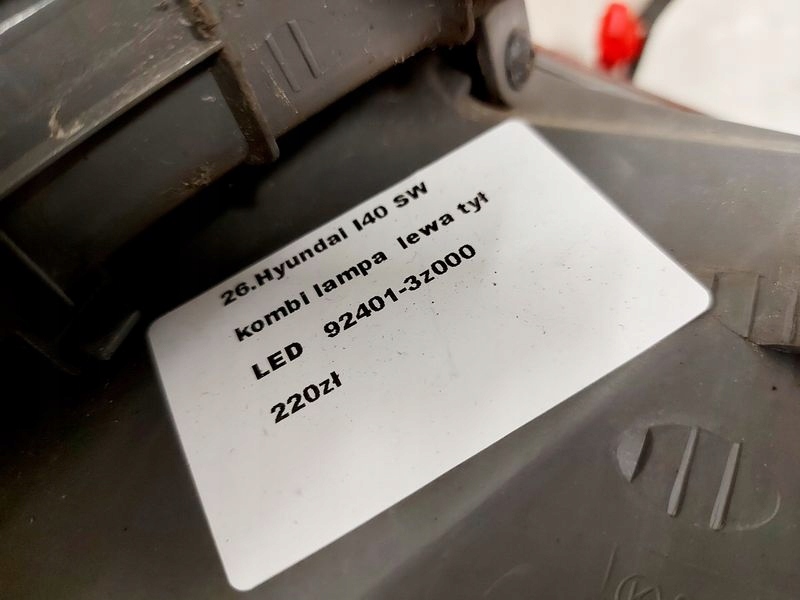 26.Hyundai I40 SW
kombi lampa lewa tył
LED 92401-3z000
220zł